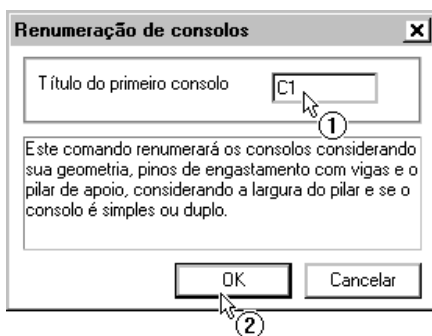 Renumeração de consolos
Título do primeiro consolo
C1
1
Este comando renumerará os consolos considerando
sua geometria, pinos de engastamento com vigas e o
pilar de apoio, considerando a largura do pilar e se o
consolo é simples ou duplo.
OK
Cancelar
2